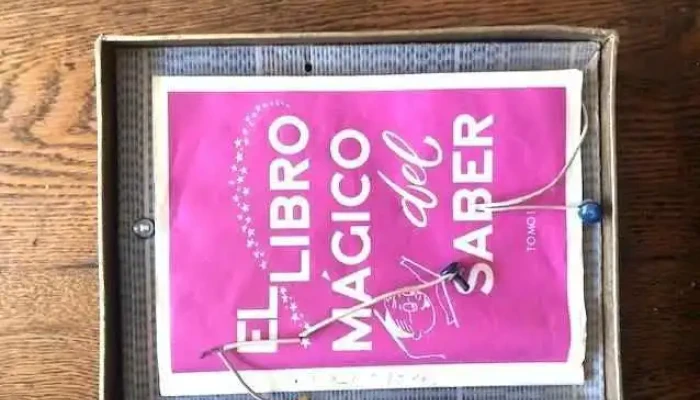 EL
LIBRO
MÁGICO
del
SABER
TOMO I